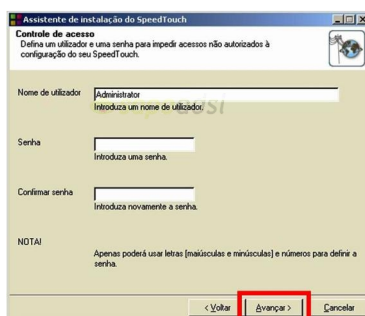 Assistente de instalação do SpeedTouch
Controle de acesso
Defina um utilizador e uma senha para impedir acessos não autorizados à
configuração do seu SpeedTouch.
Nome de utilizador
Administrator
Introduza um nome de utilizador.
Senha
Introduza uma senha.
Confirmar senha
Introduza novamente a senha.
NOTA!
Apenas poderá usar letras (maiúsculas e minúsculas) e números para definir a
senha.
< Voltar Avançar > Cancelar